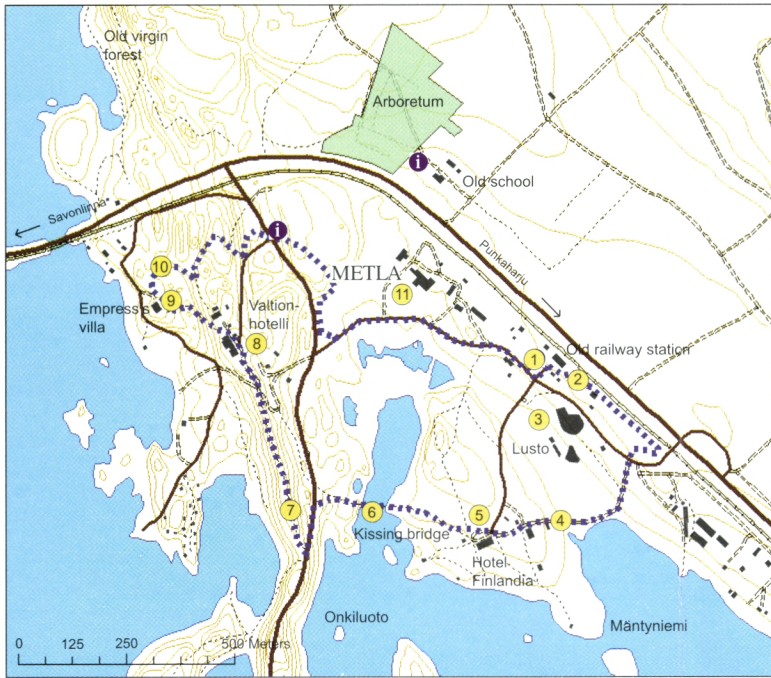 Old virgin
forest
Arboretum
i
Old school
← Savonlinna
Punkaharju →
i
10
METLA
11
9
Empress's
villa
Valtion-
hotelli
8
1
Old railway station
2
3
Lusto
7
6
5
4
Kissing bridge
Hotel-
Finlandia
Onkiluoto
Mäntyniemi
0 125 250 500 Meters